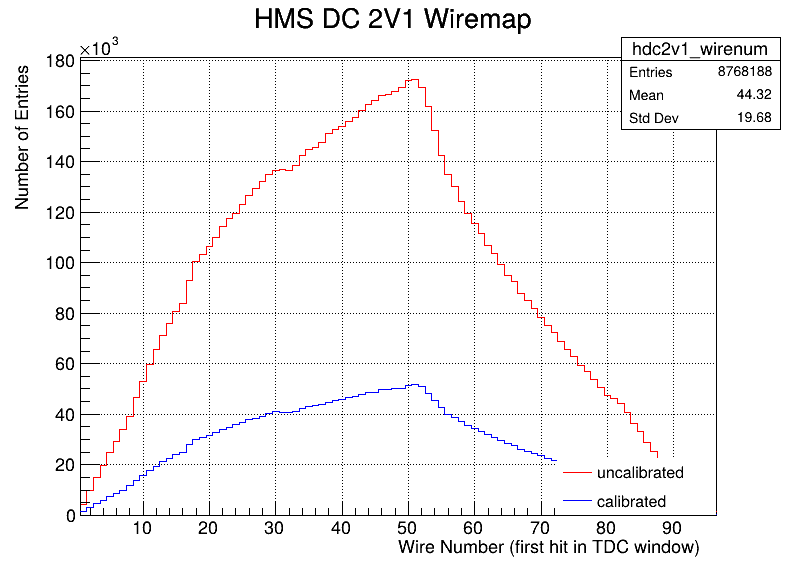 HMS DC 2V1 Wiremap
×10³
hdc2v1_wirenum
Entries 8768188
Mean 44.32
Std Dev 19.68
Number of Entries
180
160
140
120
100
80
60
40
20
0
uncalibrated
calibrated
10 20 30 40 50 60 70 80 90
Wire Number (first hit in TDC window)